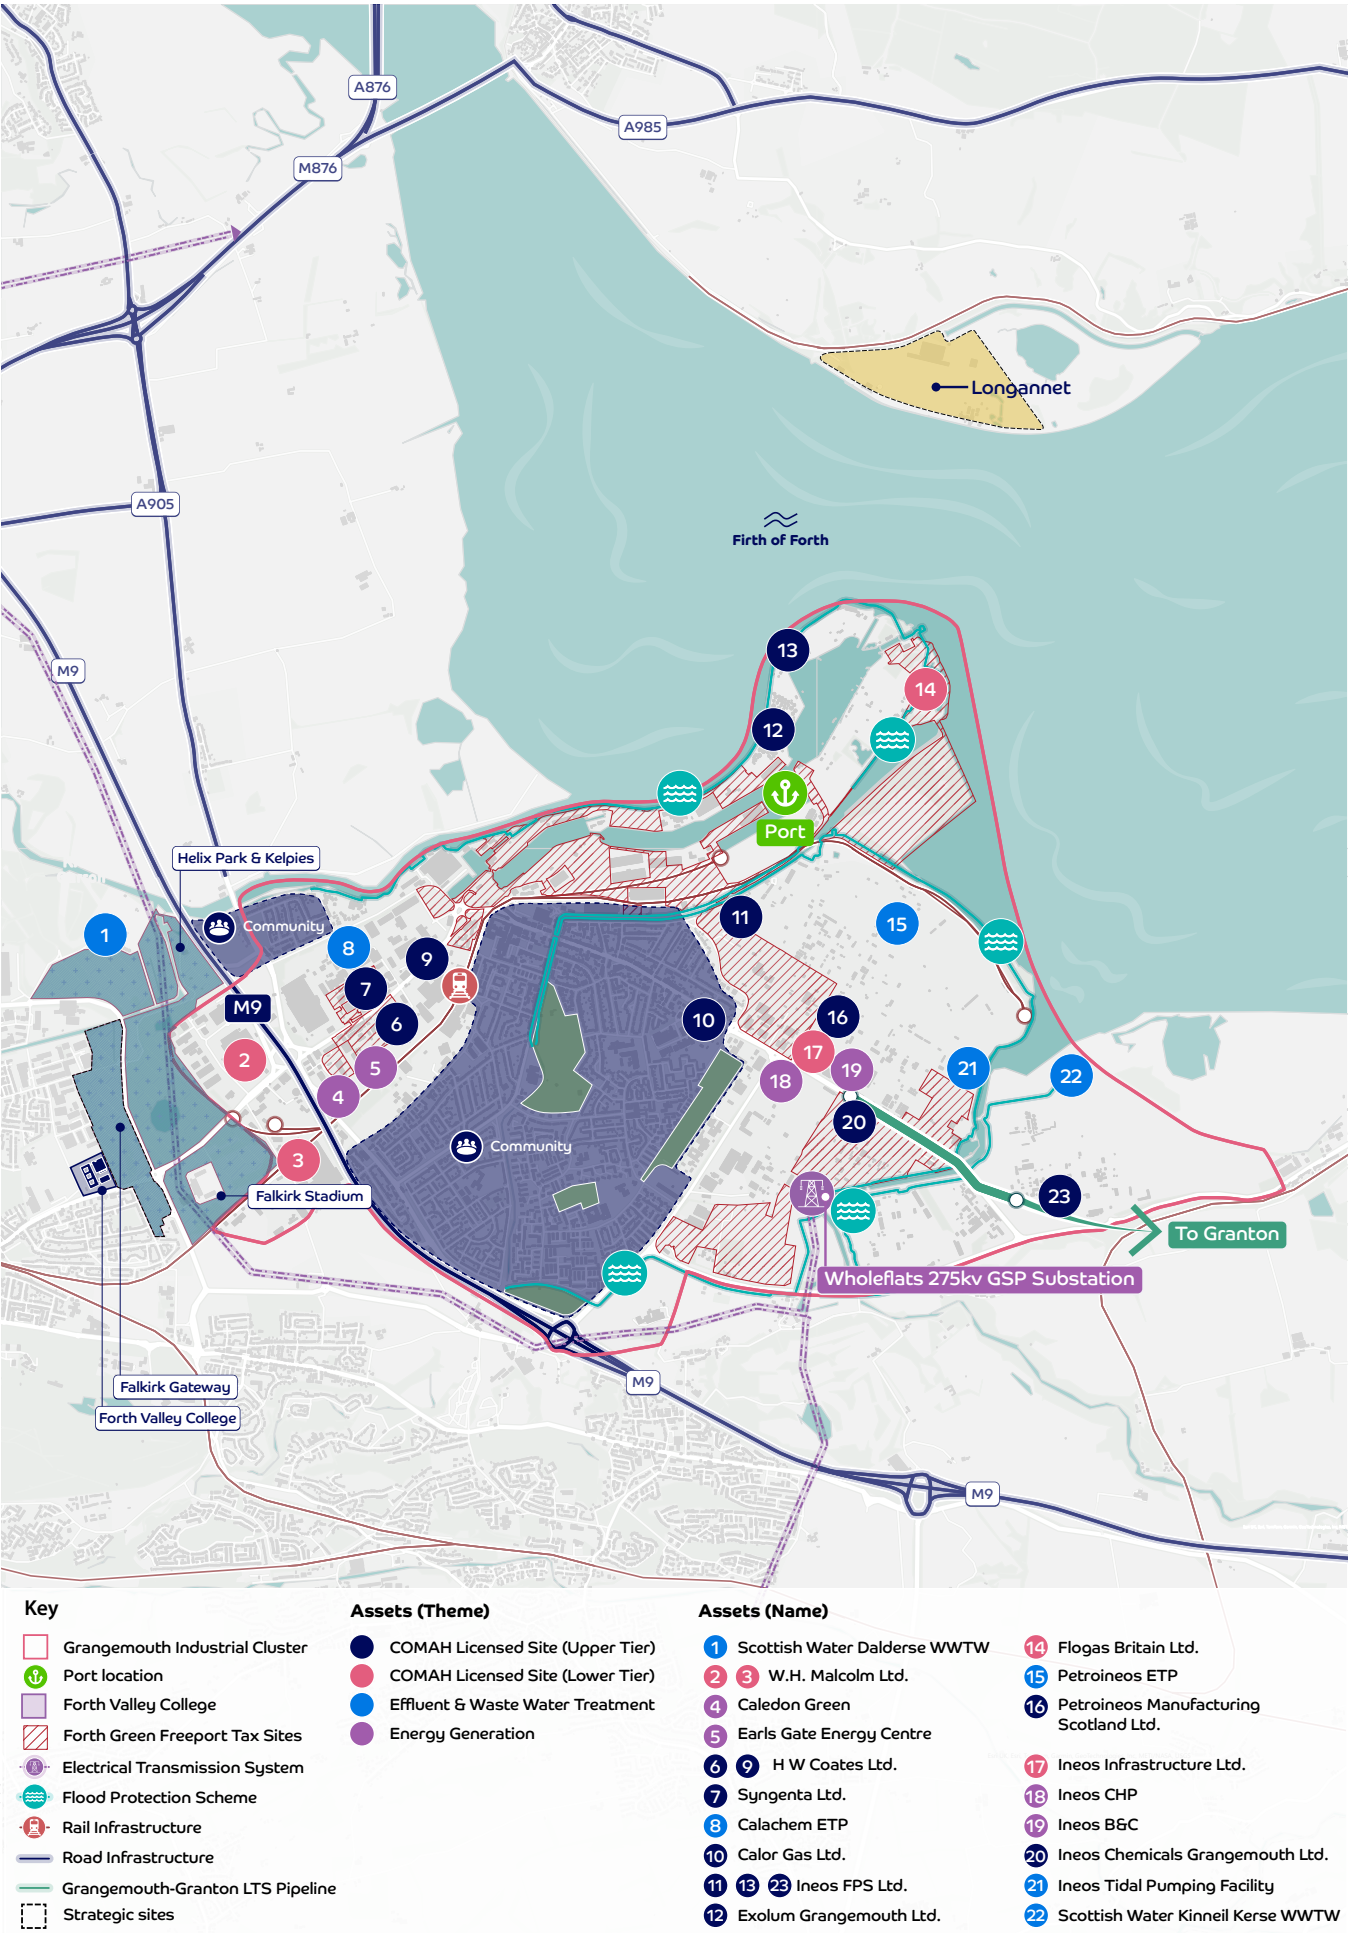 A876
A985
M876
Longannet
A905
Firth of Forth
M9
13
14
12
Port
Helix Park & Kelpies
Community
1
8
9
11
15
7
M9
6
10
16
2
5
17
19
18
21
22
4
20
Community
3
Falkirk Stadium
23
To Granton
Wholeflats 275kv GSP Substation
Falkirk Gateway
M9
Forth Valley College
M9
Key
Grangemouth Industrial Cluster
Port location
Forth Valley College
Forth Green Freeport Tax Sites
Electrical Transmission System
Flood Protection Scheme
Rail Infrastructure
Road Infrastructure
Grangemouth-Granton LTS Pipeline
Strategic sites
Assets (Theme)
COMAH Licensed Site (Upper Tier)
COMAH Licensed Site (Lower Tier)
Effluent & Waste Water Treatment
Energy Generation
Assets (Name)
1 Scottish Water Dalderse WWTW
2 3 W.H. Malcolm Ltd.
4 Caledon Green
5 Earls Gate Energy Centre
6 9 H W Coates Ltd.
7 Syngenta Ltd.
8 Calachem ETP
10 Calor Gas Ltd.
11 13 23 Ineos FPS Ltd.
12 Exolum Grangemouth Ltd.
14 Flogas Britain Ltd.
15 Petroineos ETP
16 Petroineos Manufacturing
Scotland Ltd.
17 Ineos Infrastructure Ltd.
18 Ineos CHP
19 Ineos B&C
20 Ineos Chemicals Grangemouth Ltd.
21 Ineos Tidal Pumping Facility
22 Scottish Water Kinneil Kerse WWTW